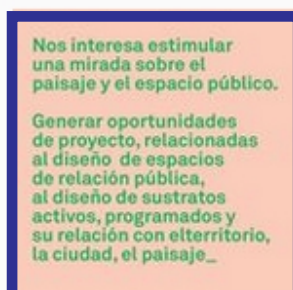 Nos interesa estimular
una mirada sobre el
paisaje y el espacio público.
Generar oportunidades
de proyecto, relacionadas
al diseño de espacios
de relación pública,
al diseño de sustratos
activos, programados y
su relación con elterritorio,
la ciudad, el paisaje_